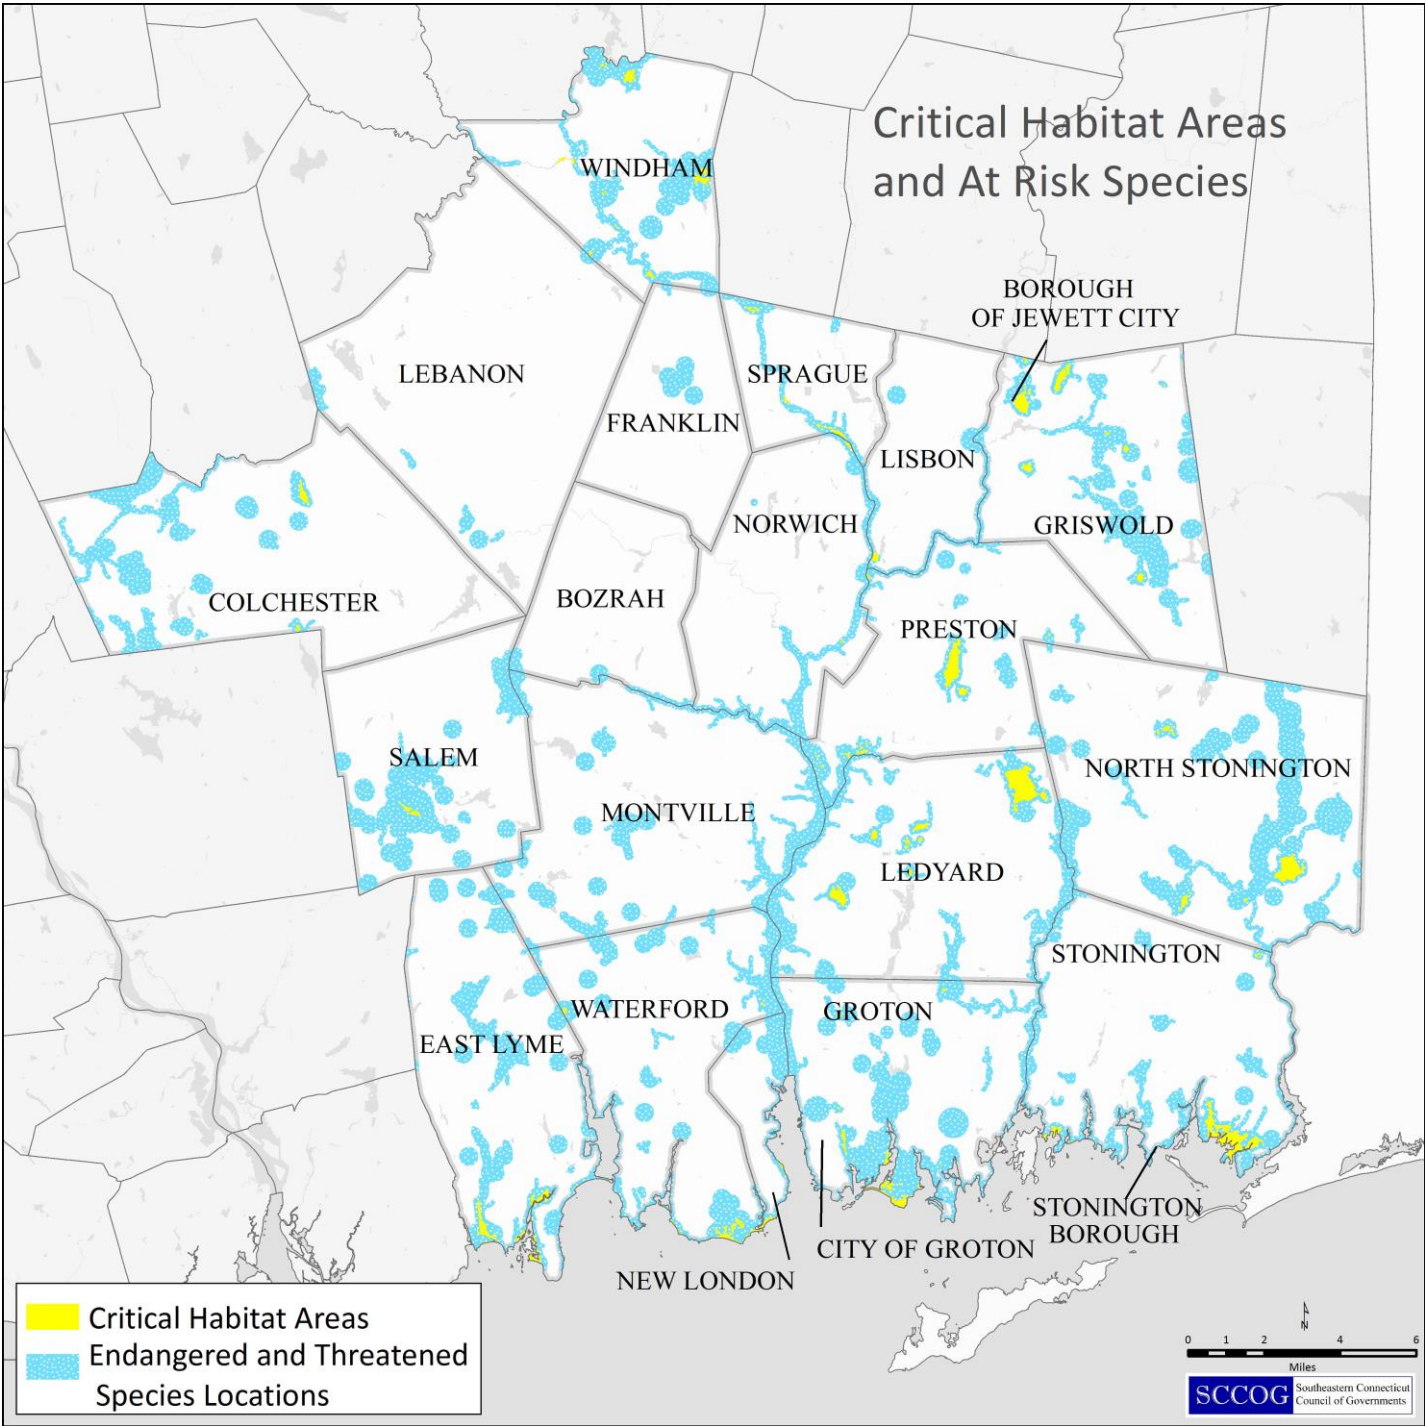 Critical Habitat Areas
and At Risk Species
WINDHAM
BOROUGH
OF JEWETT CITY
LEBANON
SPRAGUE
FRANKLIN
LISBON
NORWICH
GRISWOLD
COLCHESTER
BOZRAH
PRESTON
SALEM
NORTH STONINGTON
MONTVILLE
LEDYARD
STONINGTON
WATERFORD
GROTON
EAST LYME
STONINGTON
BOROUGH
CITY OF GROTON
NEW LONDON
Critical Habitat Areas
Endangered and Threatened
Species Locations
N
0 1 2 4 6
Miles
SCCOG
Southeastern Connecticut
Council of Governments